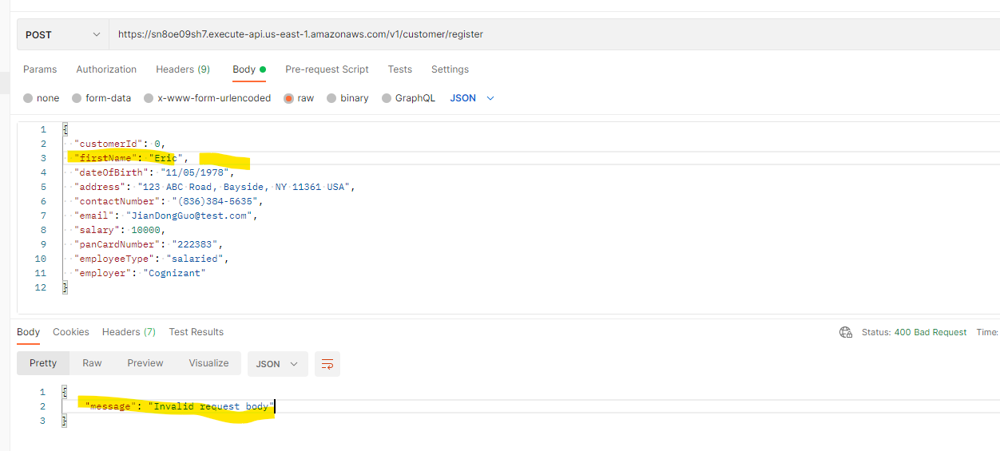 POST https://sn8oe09sh7.execute-api.us-east-1.amazonaws.com/v1/customer/register
Params Authorization Headers (9) Body Pre-request Script Tests Settings
none form-data x-www-form-urlencoded raw binary GraphQL JSON
1 {
2 "customerId": 0,
3 "firstName": "Eric",
4 "dateOfBirth": "11/05/1978",
5 "address": "123 ABC Road, Bayside, NY 11361 USA",
6 "contactNumber": "(836)384-5635",
7 "email": "JianDongGuo@test.com",
8 "salary": 10000,
9 "panCardNumber": "222383",
10 "employeeType": "salaried",
11 "employer": "Cognizant"
12 }
Body Cookies Headers (7) Test Results Status: 400 Bad Request Time:
Pretty Raw Preview Visualize JSON
1 {
2 "message": "Invalid request body"
3 }